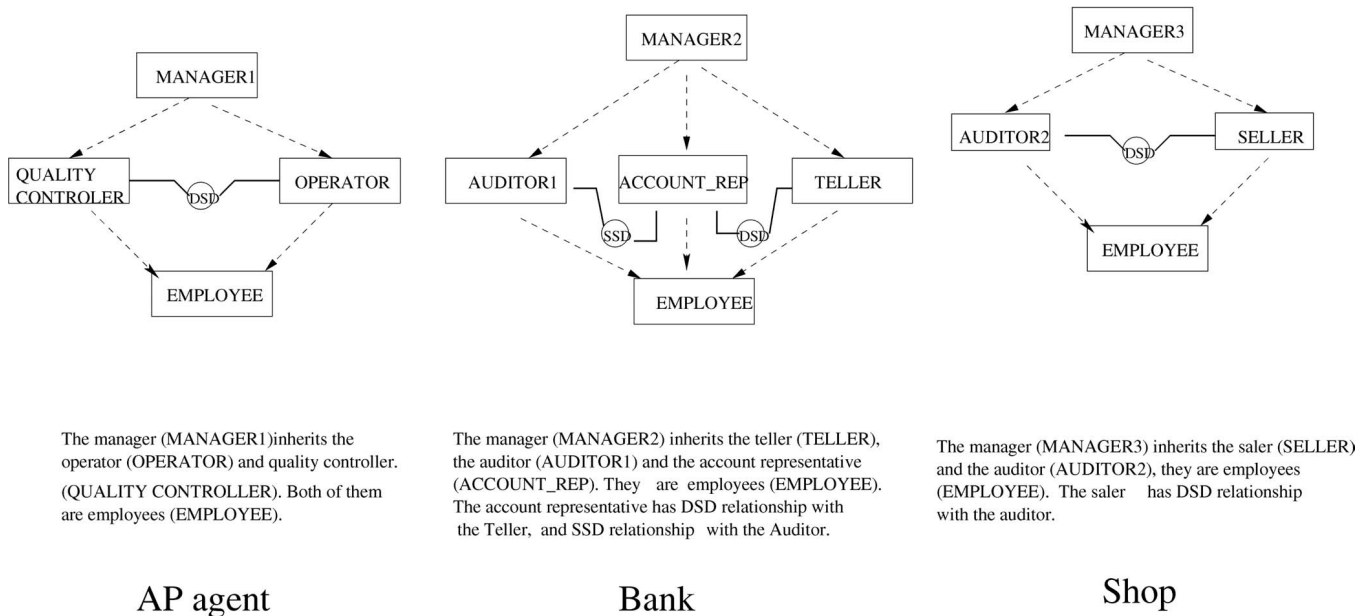 MANAGER1
QUALITY
CONTROLER
DSD
OPERATOR
EMPLOYEE
The manager (MANAGER1)inherits the
operator (OPERATOR) and quality controller.
(QUALITY CONTROLLER). Both of them
are employees (EMPLOYEE).
AP agent
MANAGER2
AUDITOR1
ACCOUNT_REP
TELLER
SSD
DSD
EMPLOYEE
The manager (MANAGER2) inherits the teller (TELLER),
the auditor (AUDITOR1) and the account representative
(ACCOUNT_REP). They are employees (EMPLOYEE).
The account representative has DSD relationship with
the Teller, and SSD relationship with the Auditor.
Bank
MANAGER3
AUDITOR2
DSD
SELLER
EMPLOYEE
The manager (MANAGER3) inherits the saler (SELLER)
and the auditor (AUDITOR2), they are employees
(EMPLOYEE). The saler has DSD relationship
with the auditor.
Shop